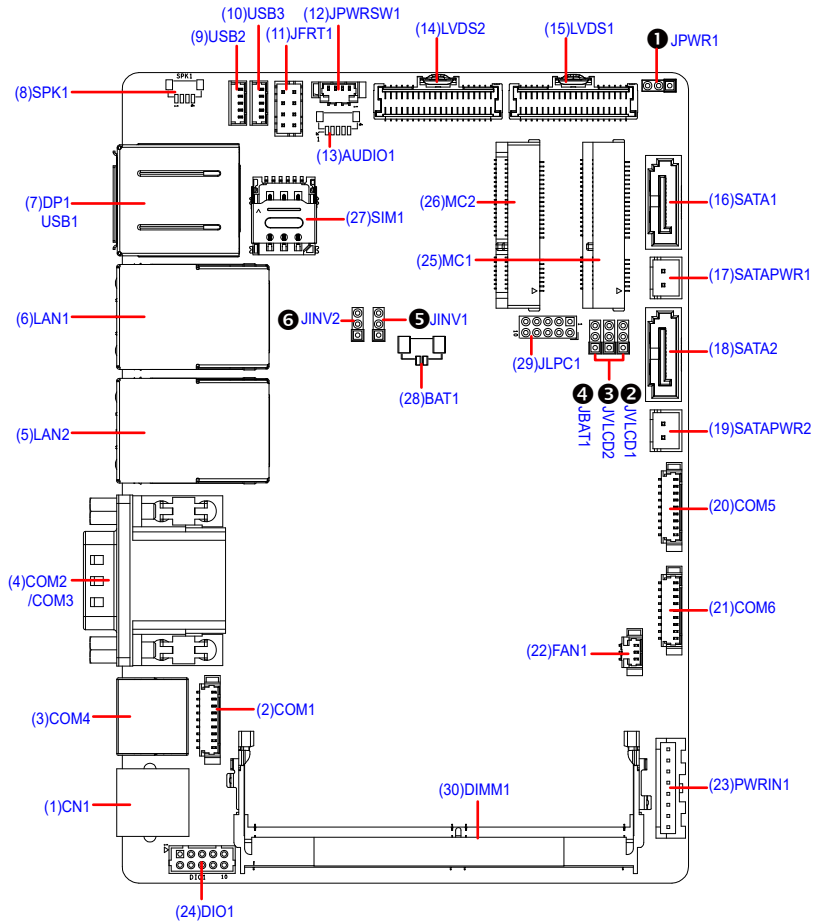 (10)USB3
(12)JPWRSW1
(14)LVDS2
(15)LVDS1
❶ JPWR1
(9)USB2
(11)JFRT1
(8)SPK1
SPK1
(13)AUDIO1
(7)DP1
USB1
(27)SIM1
(26)MC2
(25)MC1
(16)SATA1
(17)SATAPWR1
(6)LAN1
❻ JINV2
❺ JINV1
(29)JLPC1
(18)SATA2
(28)BAT1
❹ JBAT1
❸ JVLCD2
❷ JVLCD1
(5)LAN2
(19)SATAPWR2
(20)COM5
(4)COM2
/COM3
(21)COM6
(22)FAN1
(3)COM4
(2)COM1
(1)CN1
(30)DIMM1
(23)PWRIN1
DIO1 10
(24)DIO1